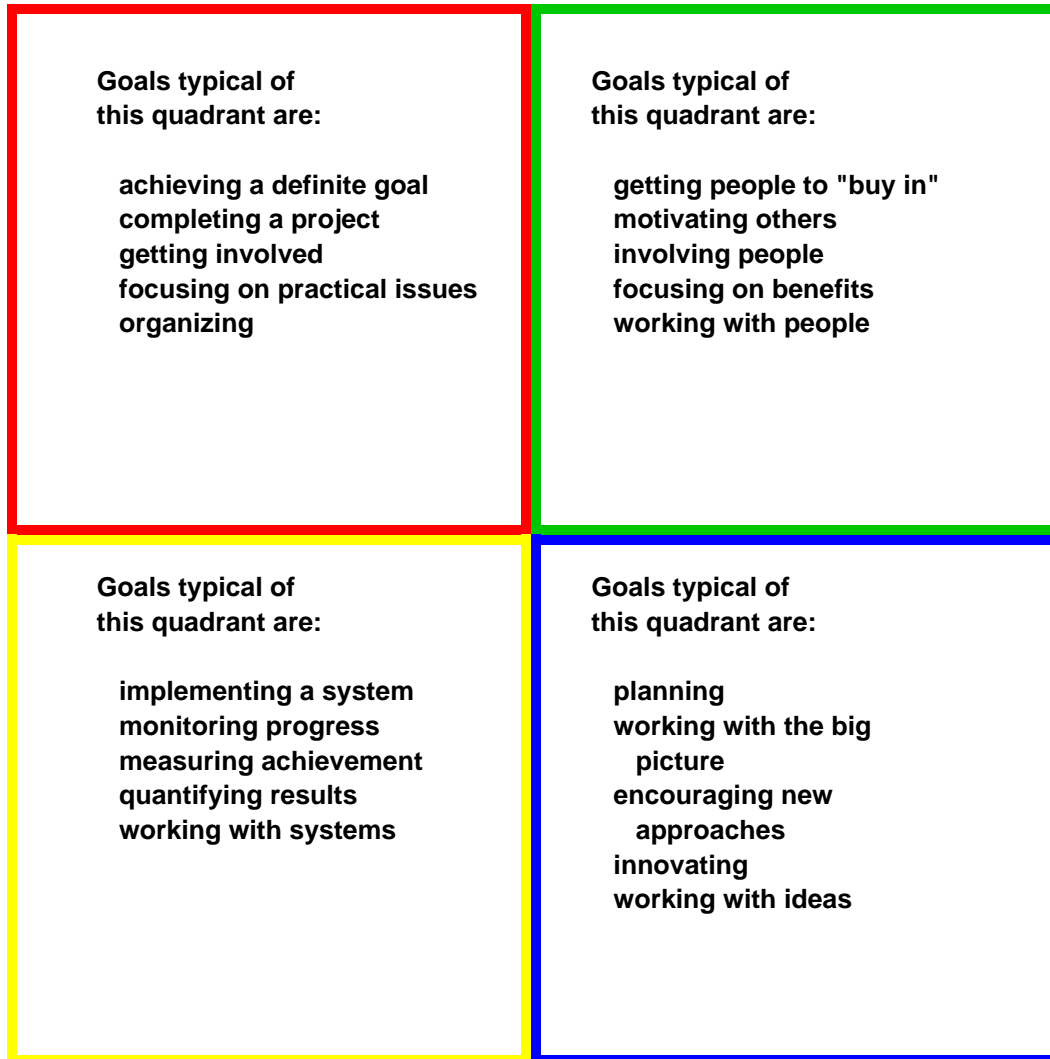 Goals typical of
this quadrant are:
achieving a definite goal
completing a project
getting involved
focusing on practical issues
organizing
Goals typical of
this quadrant are:
getting people to "buy in"
motivating others
involving people
focusing on benefits
working with people
Goals typical of
this quadrant are:
implementing a system
monitoring progress
measuring achievement
quantifying results
working with systems
Goals typical of
this quadrant are:
planning
working with the big
picture
encouraging new
approaches
innovating
working with ideas